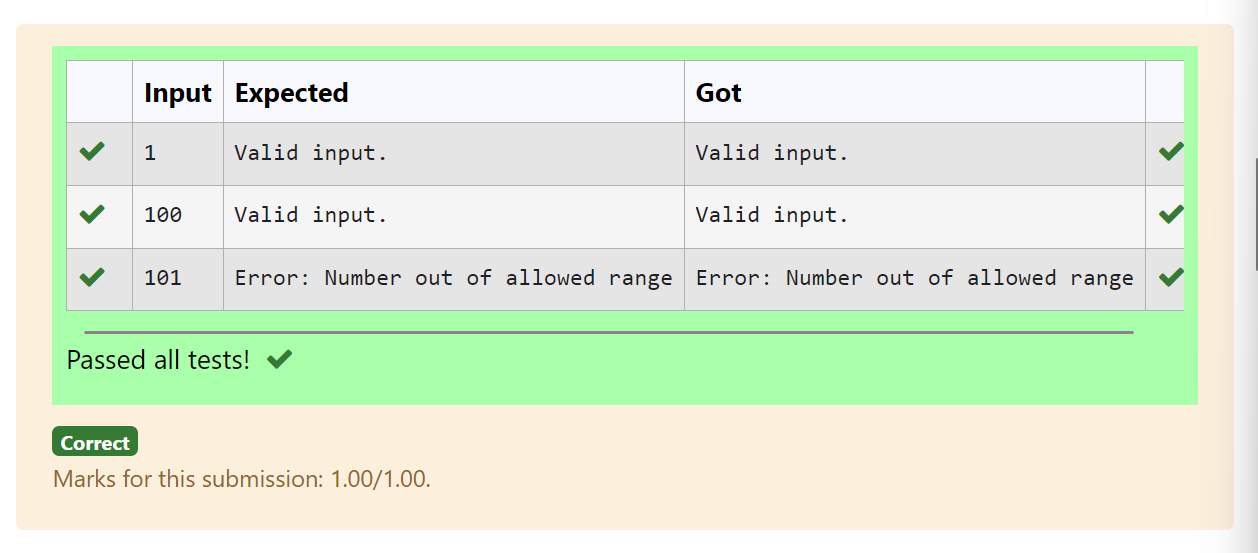 Input Expected Got
1 Valid input. Valid input.
100 Valid input. Valid input.
101 Error: Number out of allowed range Error: Number out of allowed range
Passed all tests!
Correct
Marks for this submission: 1.00/1.00.